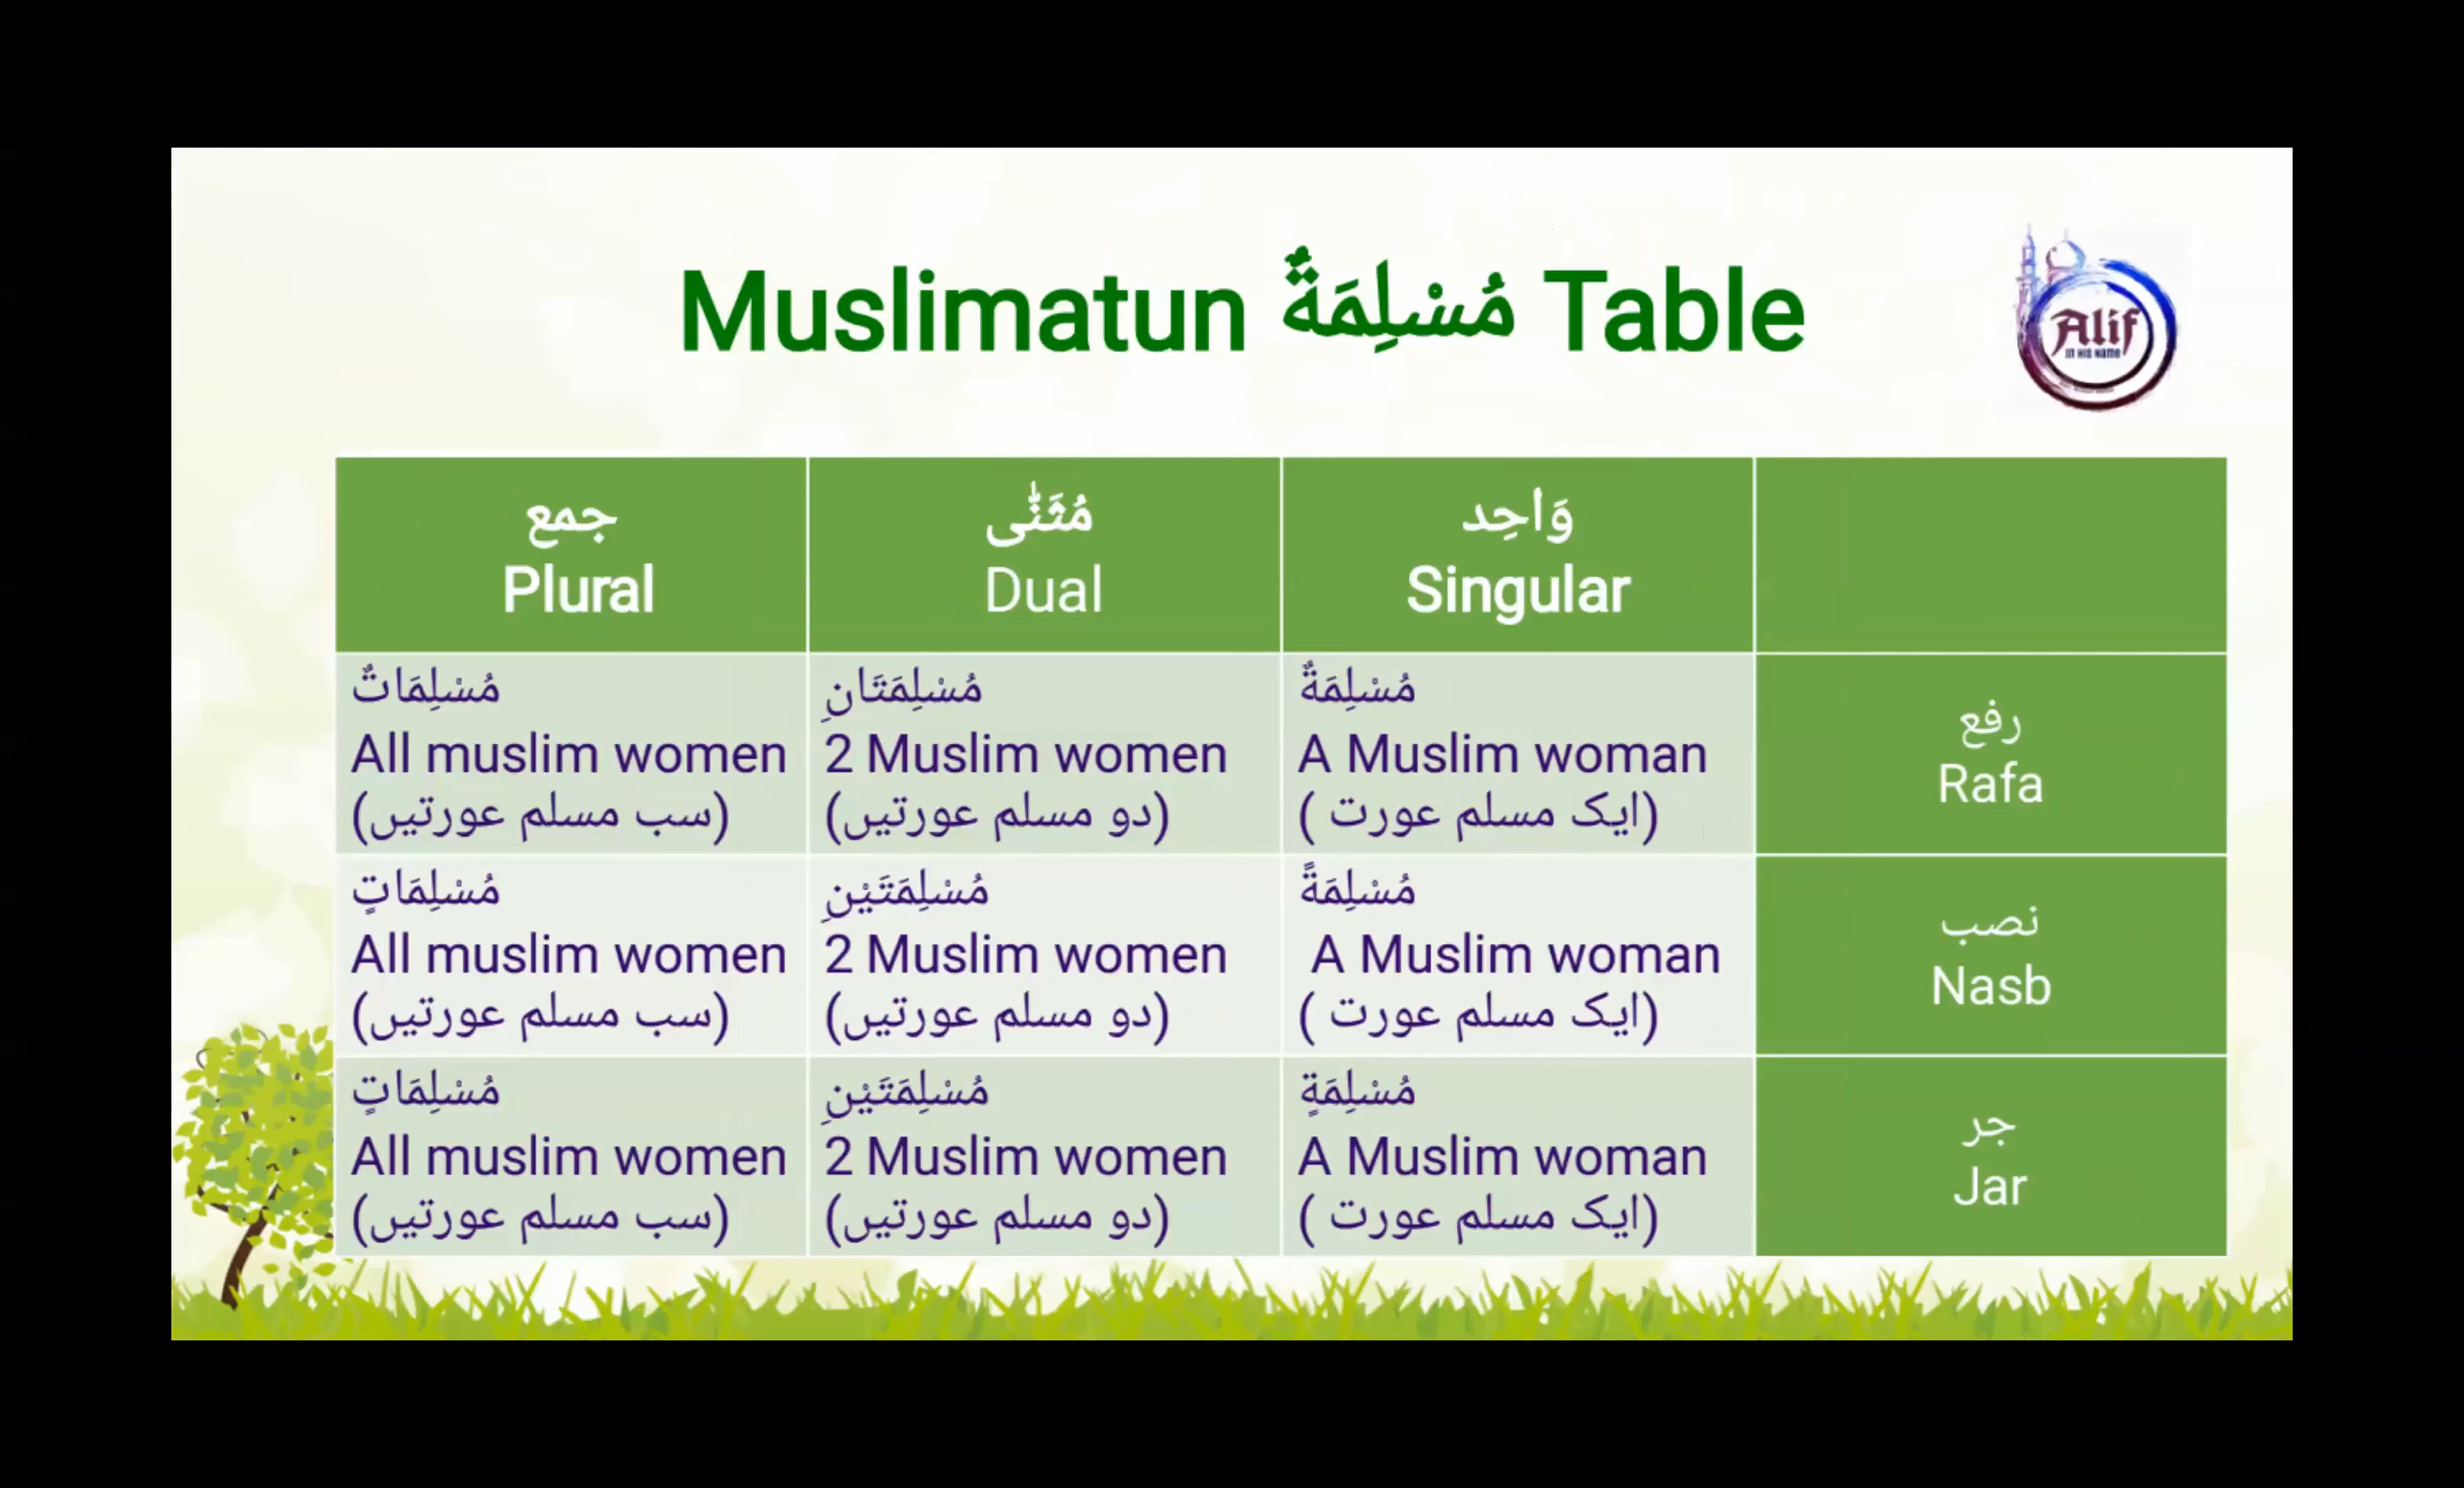 Muslimatun مُسْلِمَةٌ Table
Alif
IN HIS NAME
جمع
Plural
مُثَنّٰى
Dual
وَاحِد
Singular
مُسْلِمَاتٌ
All muslim women
(سب مسلم عورتیں)
مُسْلِمَتَانِ
2 Muslim women
(دو مسلم عورتیں)
مُسْلِمَةٌ
A Muslim woman
(ایک مسلم عورت )
رفع
Rafa
مُسْلِمَاتٍ
All muslim women
(سب مسلم عورتیں)
مُسْلِمَتَيْنِ
2 Muslim women
(دو مسلم عورتیں)
مُسْلِمَةً
A Muslim woman
(ایک مسلم عورت )
نصب
Nasb
مُسْلِمَاتٍ
All muslim women
(سب مسلم عورتیں)
مُسْلِمَتَيْنِ
2 Muslim women
(دو مسلم عورتیں)
مُسْلِمَةٍ
A Muslim woman
(ایک مسلم عورت )
جر
Jar